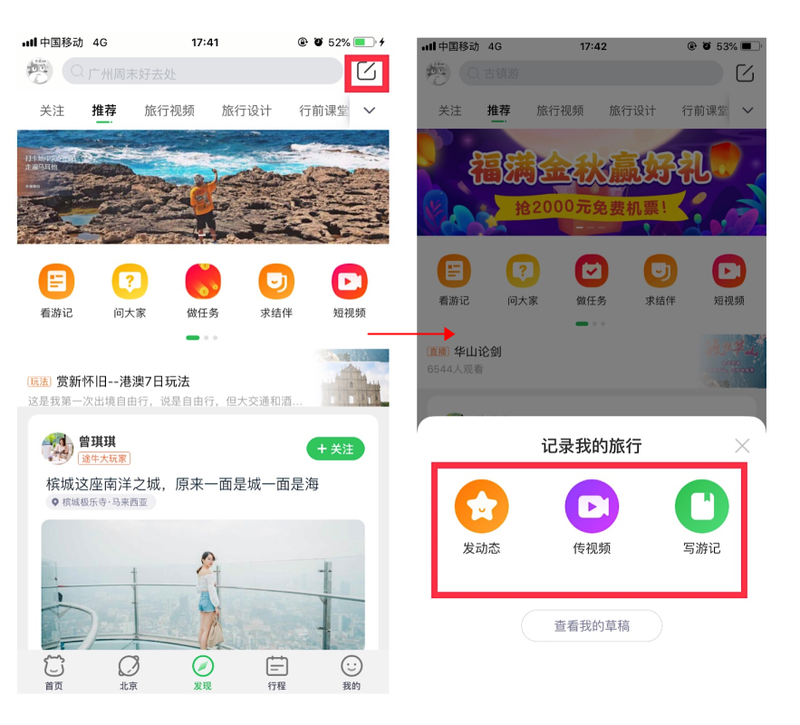 中国移动 4G 17:41 52%
广州周末好去处
关注 推荐 旅行视频 旅行设计 行前课堂
看游记 问大家 做任务 求结伴 短视频
玩法 赏新怀旧--港澳7日玩法
这是我第一次出境自由行，说是自由行，但大交通和酒...
曾琪琪
途牛大玩家
+ 关注
槟城这座南洋之城，原来一面是城一面是海
槟城极乐寺·马来西亚
首页 北京 发现 行程 我的
中国移动 4G 17:42 53%
古镇游
关注 推荐 旅行视频 旅行设计 行前课堂
福满金秋赢好礼
抢2000元免费机票！
看游记 问大家 做任务 求结伴 短视频
直播 华山论剑
6544人观看
记录我的旅行
发动态 传视频 写游记
查看我的草稿